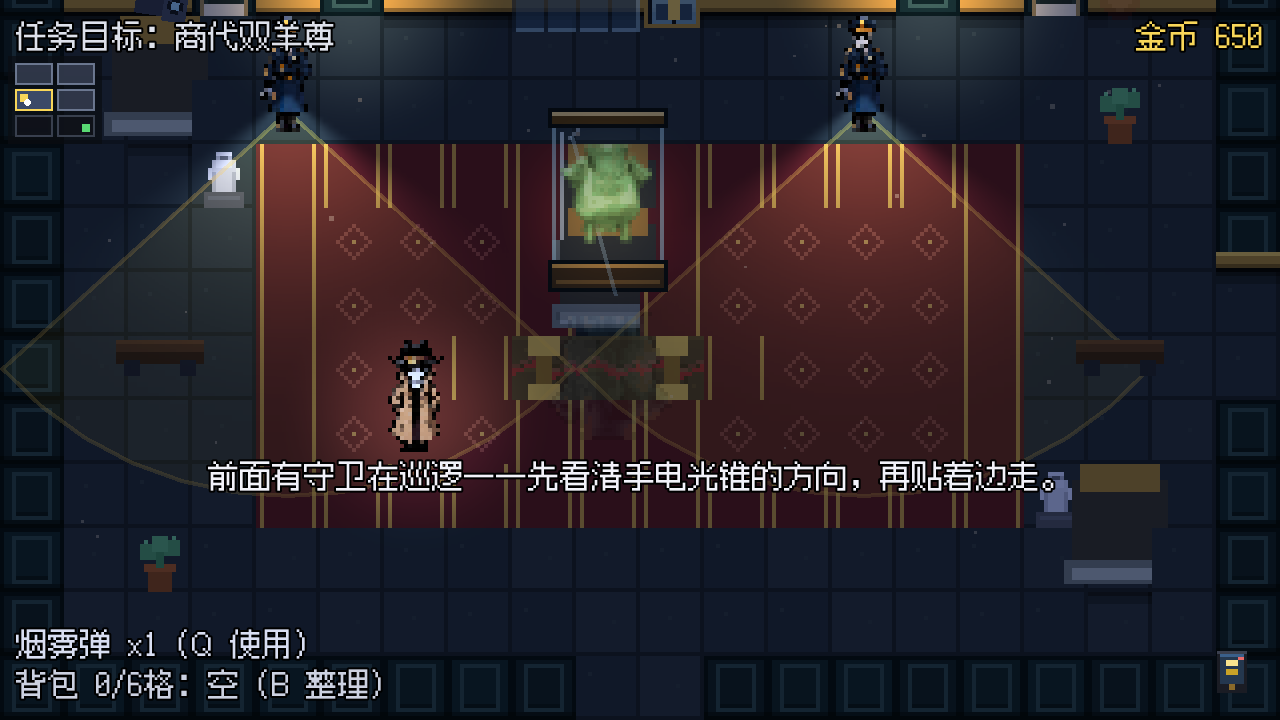 任务目标：商代双羊尊
金币 650
前面有守卫在巡逻——先看清手电光锥的方向，再贴着边走。
烟雾弹 x1（Q 使用）
背包 0/6格：空（B 整理）